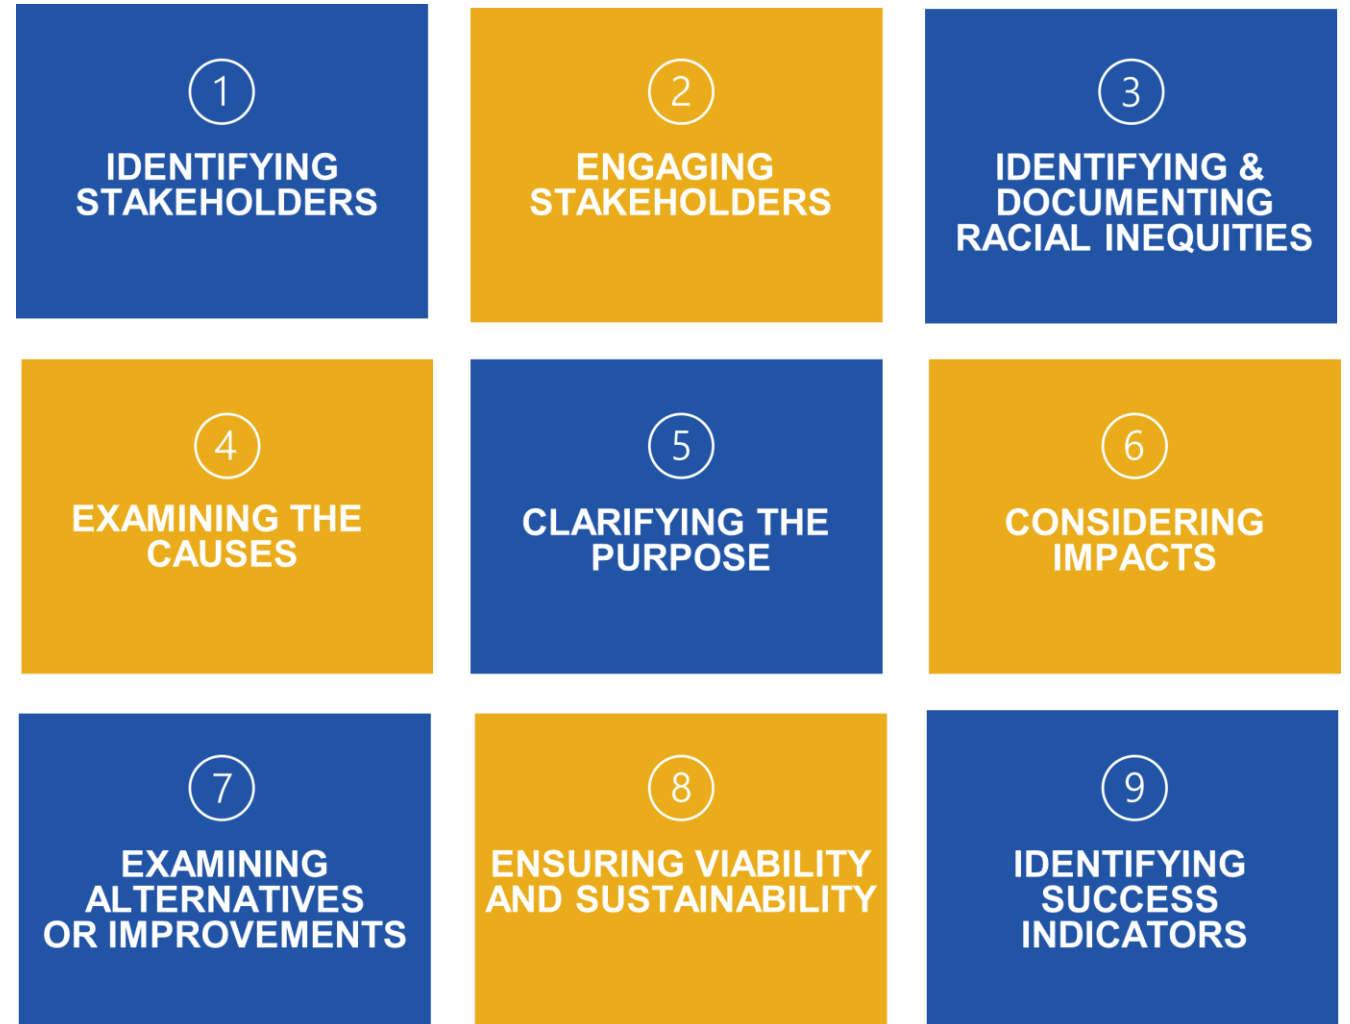 1
IDENTIFYING
STAKEHOLDERS
2
ENGAGING
STAKEHOLDERS
3
IDENTIFYING &
DOCUMENTING
RACIAL INEQUITIES
4
EXAMINING THE
CAUSES
5
CLARIFYING THE
PURPOSE
6
CONSIDERING
IMPACTS
7
EXAMINING
ALTERNATIVES
OR IMPROVEMENTS
8
ENSURING VIABILITY
AND SUSTAINABILITY
9
IDENTIFYING
SUCCESS
INDICATORS